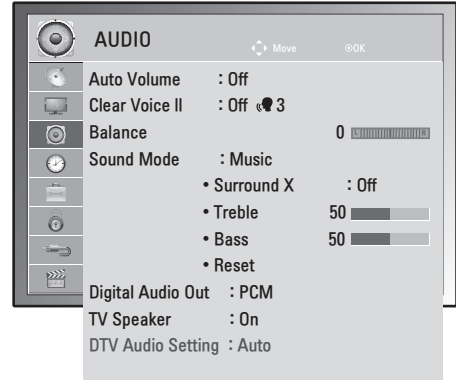 AUDIO Move OK
Auto Volume : Off
Clear Voice II : Off 3
Balance 0 L R
Sound Mode : Music
• Surround X : Off
• Treble 50
• Bass 50
• Reset
Digital Audio Out : PCM
TV Speaker : On
DTV Audio Setting : Auto